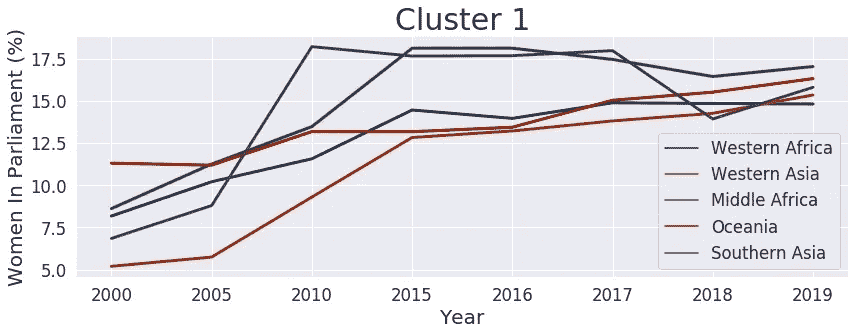 Cluster 1
Women In Parliament (%)
17.5
15.0
12.5
10.0
7.5
5.0
Western Africa
Western Asia
Middle Africa
Oceania
Southern Asia
2000 2005 2010 2015 2016 2017 2018 2019
Year